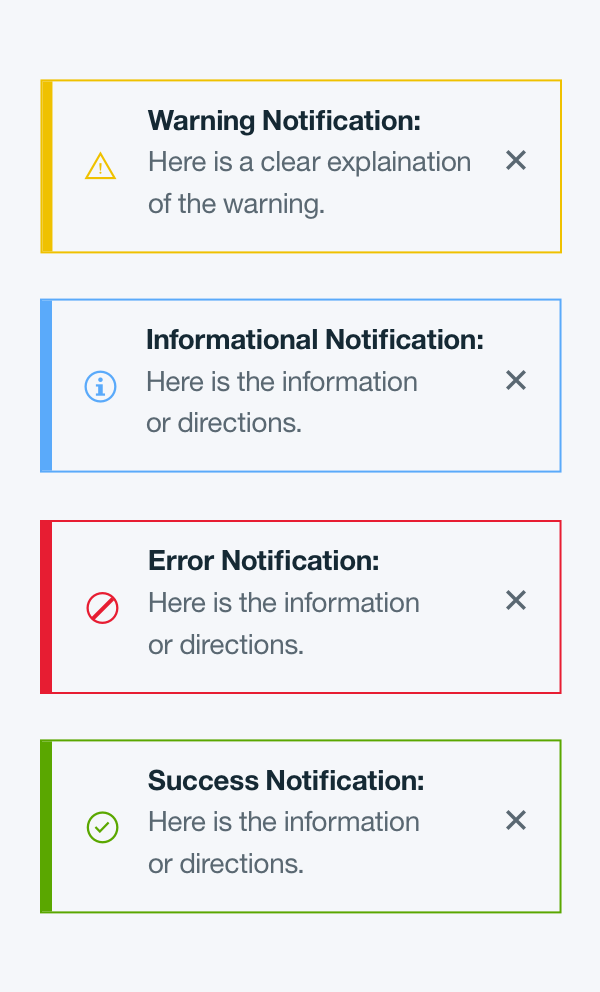 Warning Notification:
Here is a clear explaination
of the warning.
Informational Notification:
Here is the information
or directions.
Error Notification:
Here is the information
or directions.
Success Notification:
Here is the information
or directions.